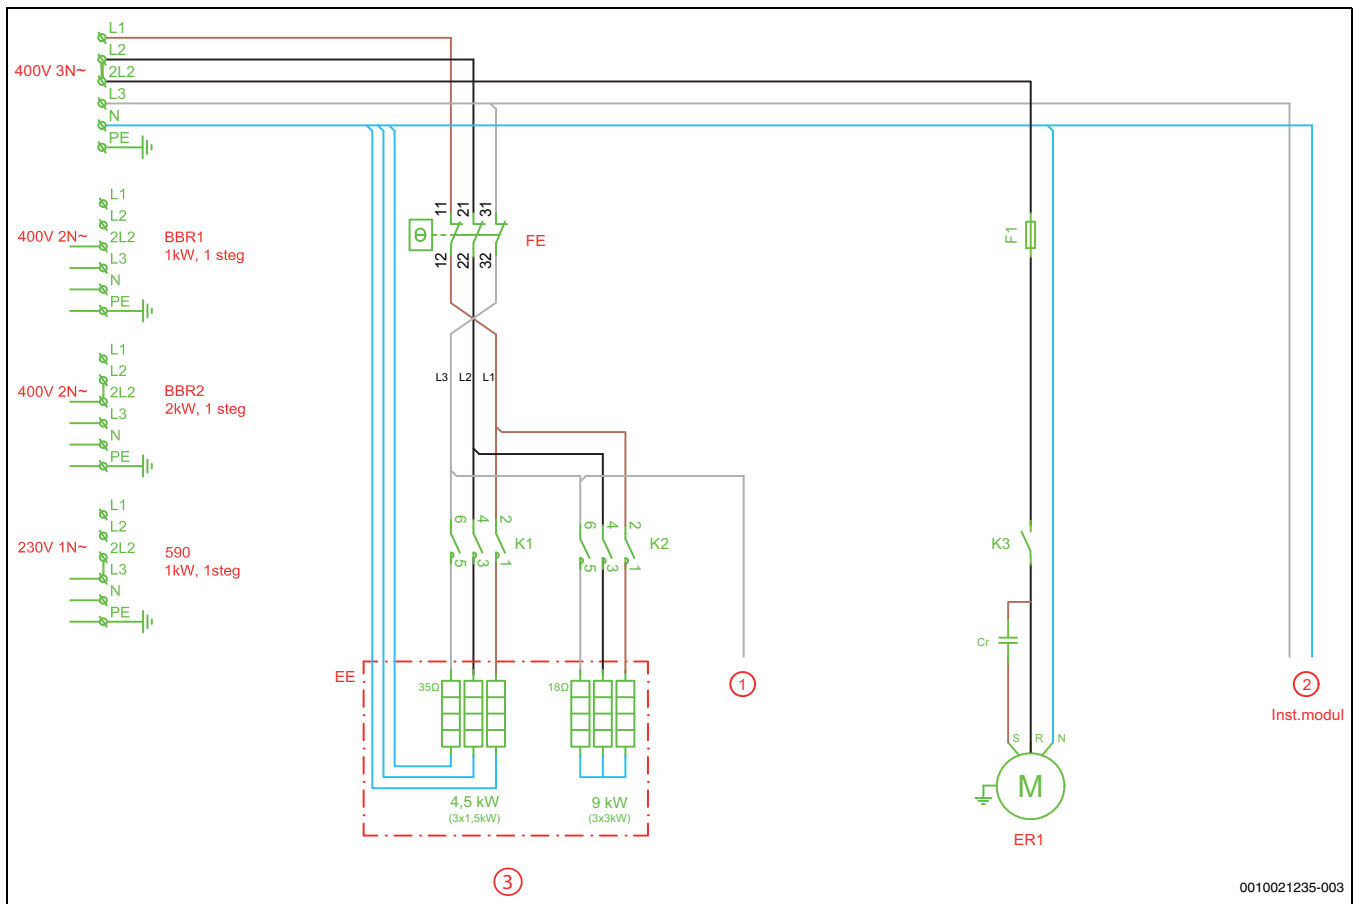 L1
L2
400V 3N~
2L2
L3
N
PE
L1
L2
400V 2N~
2L2
L3
N
PE
BBR1
1kW, 1 steg
L1
L2
400V 2N~
2L2
L3
N
PE
BBR2
2kW, 1 steg
L1
L2
230V 1N~
2L2
L3
N
PE
590
1kW, 1steg
11 21 31
Θ
FE
12 22 32
L3 L2 L1
6 4 2
K1
5 3 1
6 4 2
K2
5 3 1
EE
35Ω
18Ω
4,5 kW
(3x1,5kW)
9 kW
(3x3kW)
1
3
F1
K3
Cr
S R N
M
ER1
2
Inst.modul
0010021235-003